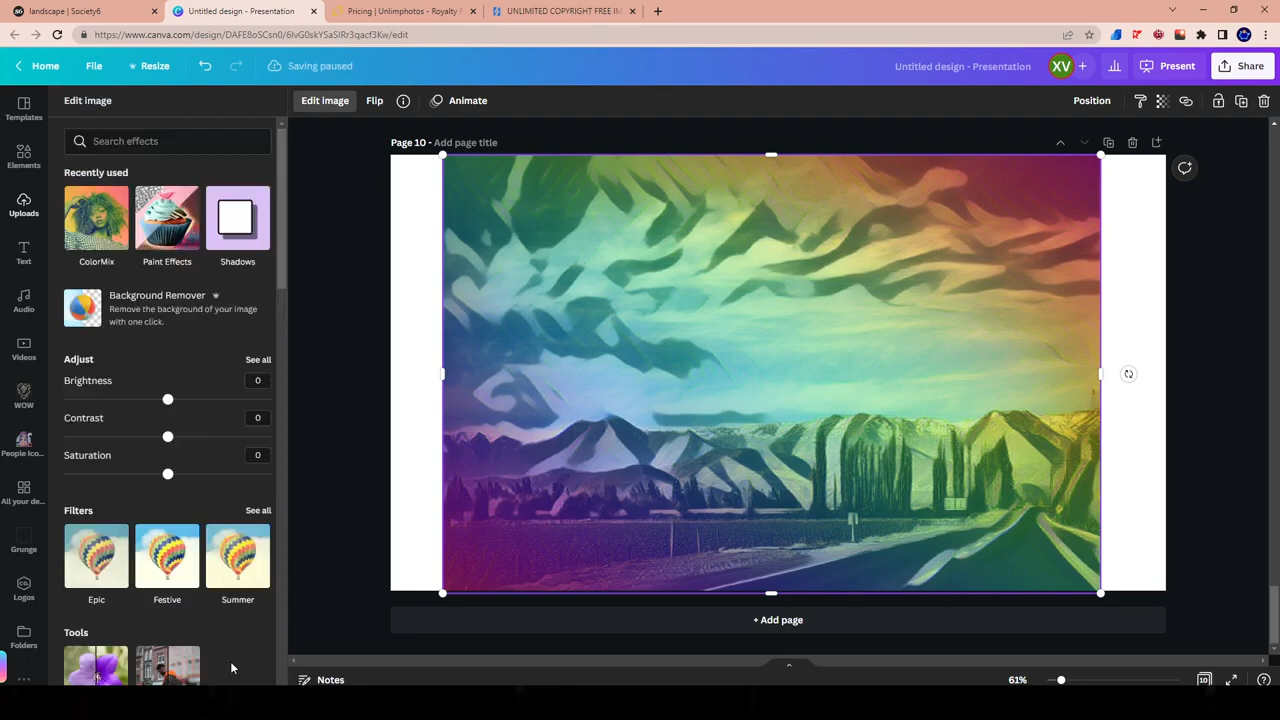 landscape | Society6
Untitled design - Presentation
Pricing | Unlimphotos - Royalty F
UNLIMITED COPYRIGHT FREE IM
https://www.canva.com/design/DAFE8oSCsn0/6IvG0skYSaSIRr3qacf3Kw/edit
Home
File
Resize
Saving paused
Untitled design - Presentation
XV
Present
Share
Templates
Elements
Uploads
Text
Audio
Videos
WOW
People Ico...
All your de...
Grunge
Logos
Folders
Edit image
Search effects
Recently used
ColorMix
Paint Effects
Shadows
Background Remover
Remove the background of your image
with one click.
Adjust
See all
Brightness
0
Contrast
0
Saturation
0
Filters
See all
Epic
Festive
Summer
Tools
Edit image
Flip
Animate
Position
Page 10 - Add page title
+ Add page
Notes
61%
10